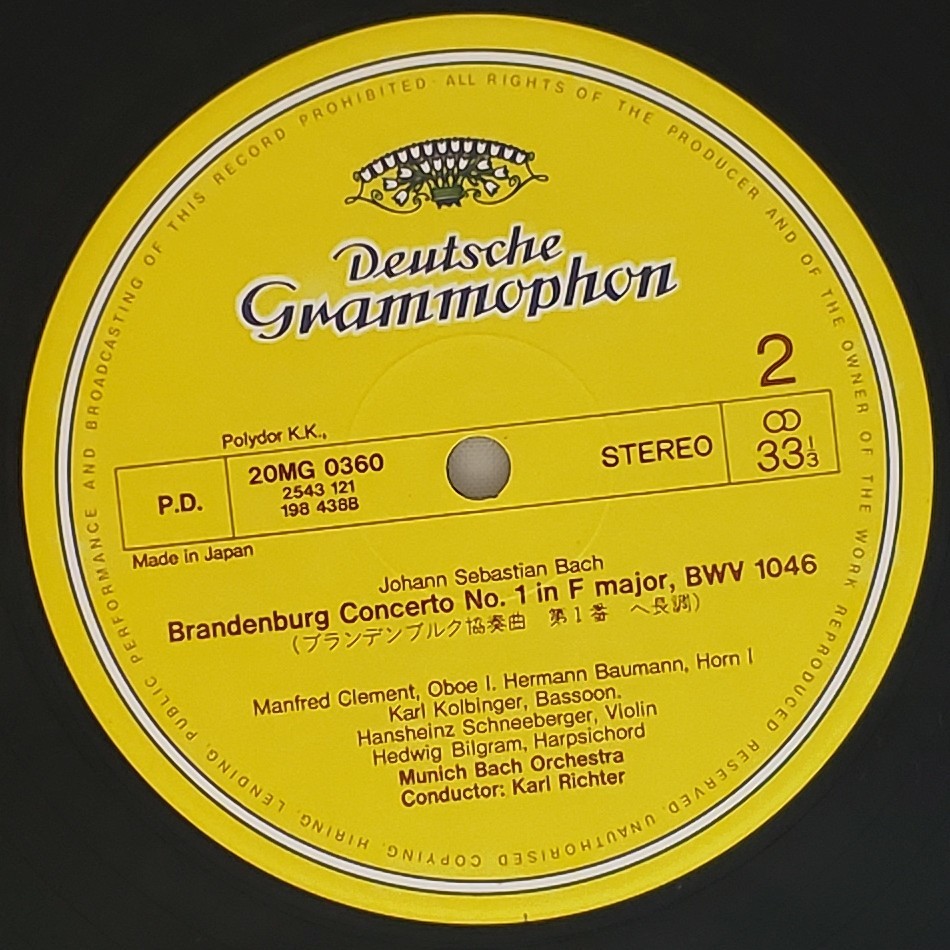 ALL RIGHTS OF THE PRODUCER AND OF THE OWNER OF THE WORK REPRODUCED RESERVED. UNAUTHORISED COPYING, HIRING, LENDING, PUBLIC PERFORMANCE AND BROADCASTING OF THIS RECORD PROHIBITED
Deutsche
Grammophon
2
Polydor K.K.,
P.D.
20MG 0360
2543 121
198 438B
STEREO
33 1/3
Made in Japan
Johann Sebastian Bach
Brandenburg Concerto No. 1 in F major, BWV 1046
(ブランデンブルク協奏曲 第1番 ヘ長調)
Manfred Clement, Oboe I. Hermann Baumann, Horn I
Karl Kolbinger, Bassoon.
Hansheinz Schneeberger, Violin
Hedwig Bilgram, Harpsichord
Munich Bach Orchestra
Conductor: Karl Richter